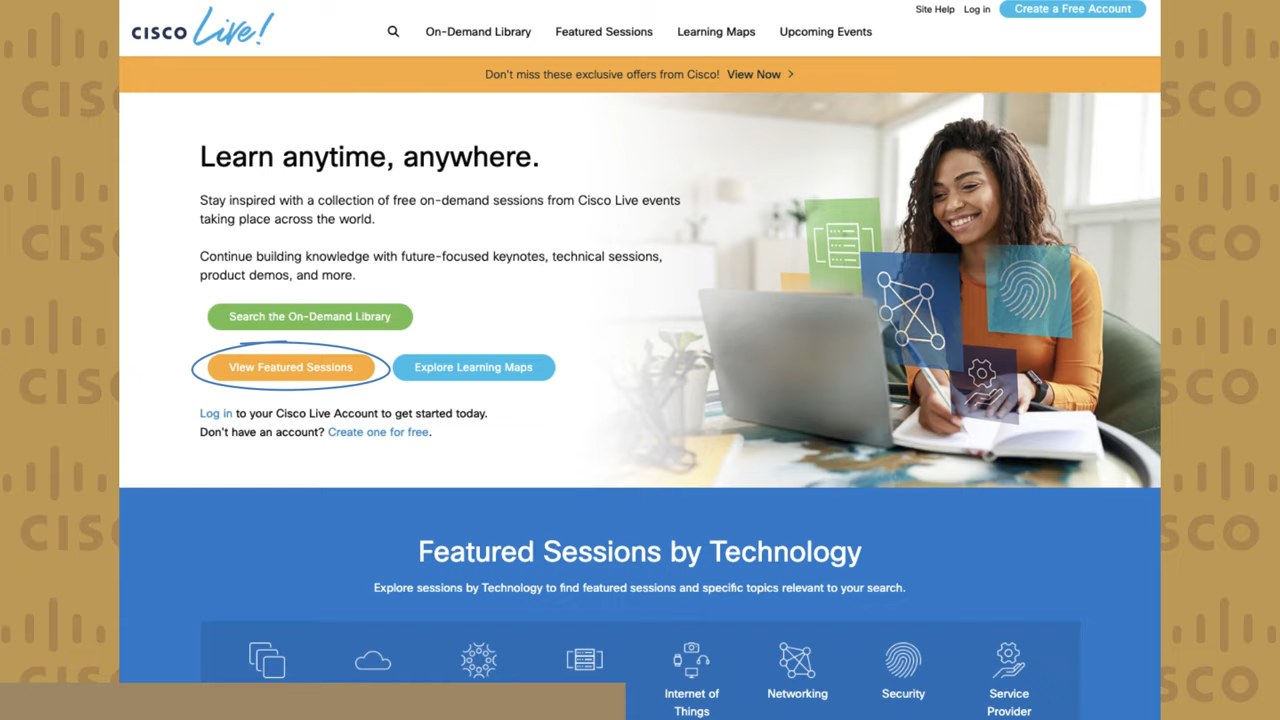 CISCO Live!
On-Demand Library
Featured Sessions
Learning Maps
Upcoming Events
Site Help
Log in
Create a Free Account
Don't miss these exclusive offers from Cisco! View Now
Learn anytime, anywhere.
Stay inspired with a collection of free on-demand sessions from Cisco Live events
taking place across the world.
Continue building knowledge with future-focused keynotes, technical sessions,
product demos, and more.
Search the On-Demand Library
View Featured Sessions
Explore Learning Maps
Log in to your Cisco Live Account to get started today.
Don't have an account? Create one for free.
Featured Sessions by Technology
Explore sessions by Technology to find featured sessions and specific topics relevant to your search.
Internet of
Things
Networking
Security
Service
Provider